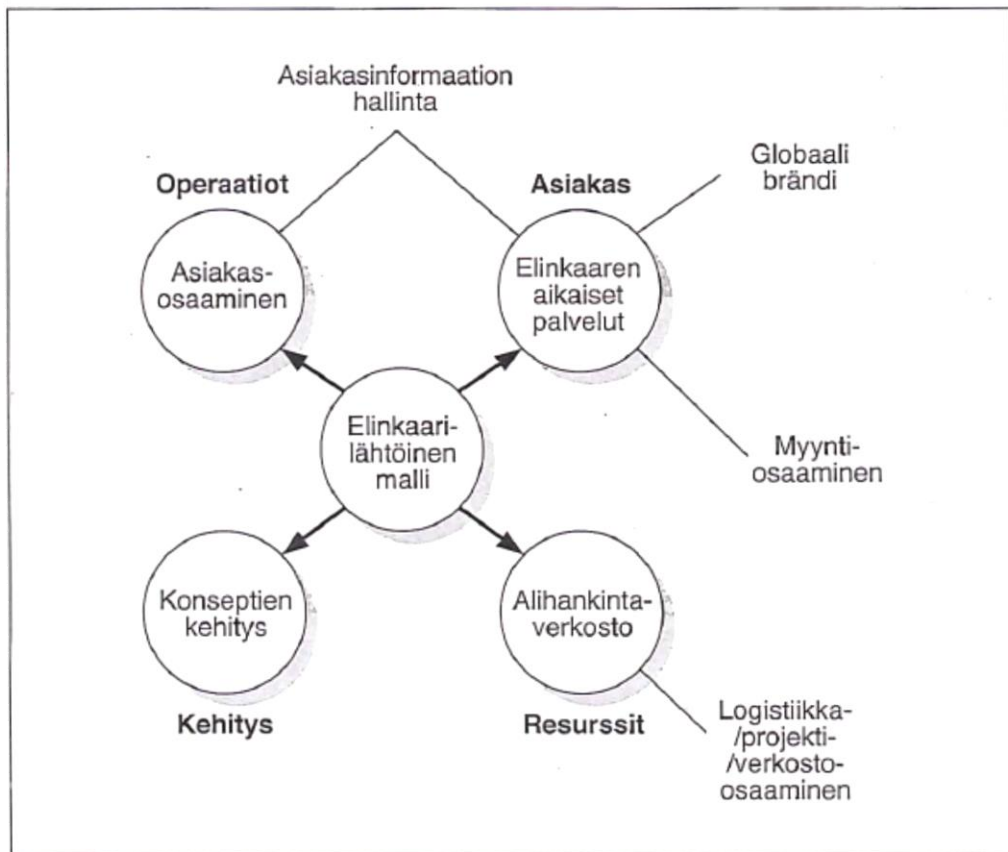 Asiakasinformaation
hallinta
Globaali
brändi
Operaatiot
Asiakas
Asiakas-
osaaminen
Elinkaaren
aikaiset
palvelut
Elinkaari-
lähtöinen
malli
Myynti-
osaaminen
Konseptien
kehitys
Alihankinta-
verkosto
Kehitys
Resurssit
Logistiikka-
/projekti-
/verkosto-
osaaminen